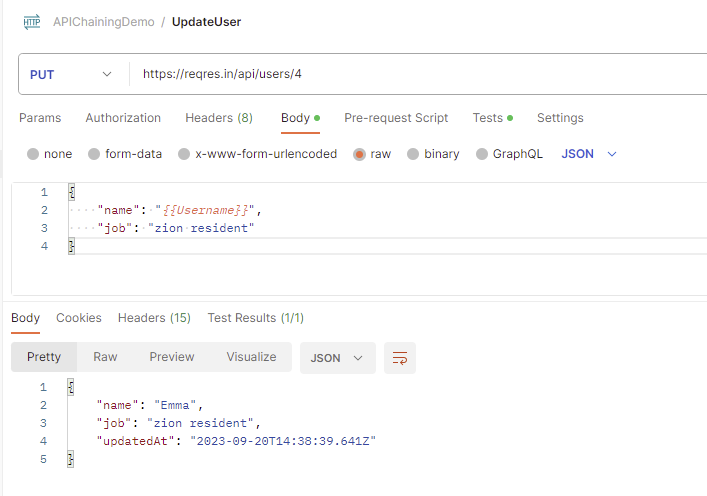 HTTP APIChainingDemo / UpdateUser
PUT https://reqres.in/api/users/4
Params Authorization Headers (8) Body Pre-request Script Tests Settings
none form-data x-www-form-urlencoded raw binary GraphQL JSON
1 {
2 "name": "{{Username}}",
3 "job": "zion resident"
4 }
Body Cookies Headers (15) Test Results (1/1)
Pretty Raw Preview Visualize JSON
1 {
2 "name": "Emma",
3 "job": "zion resident",
4 "updatedAt": "2023-09-20T14:38:39.641Z"
5 }